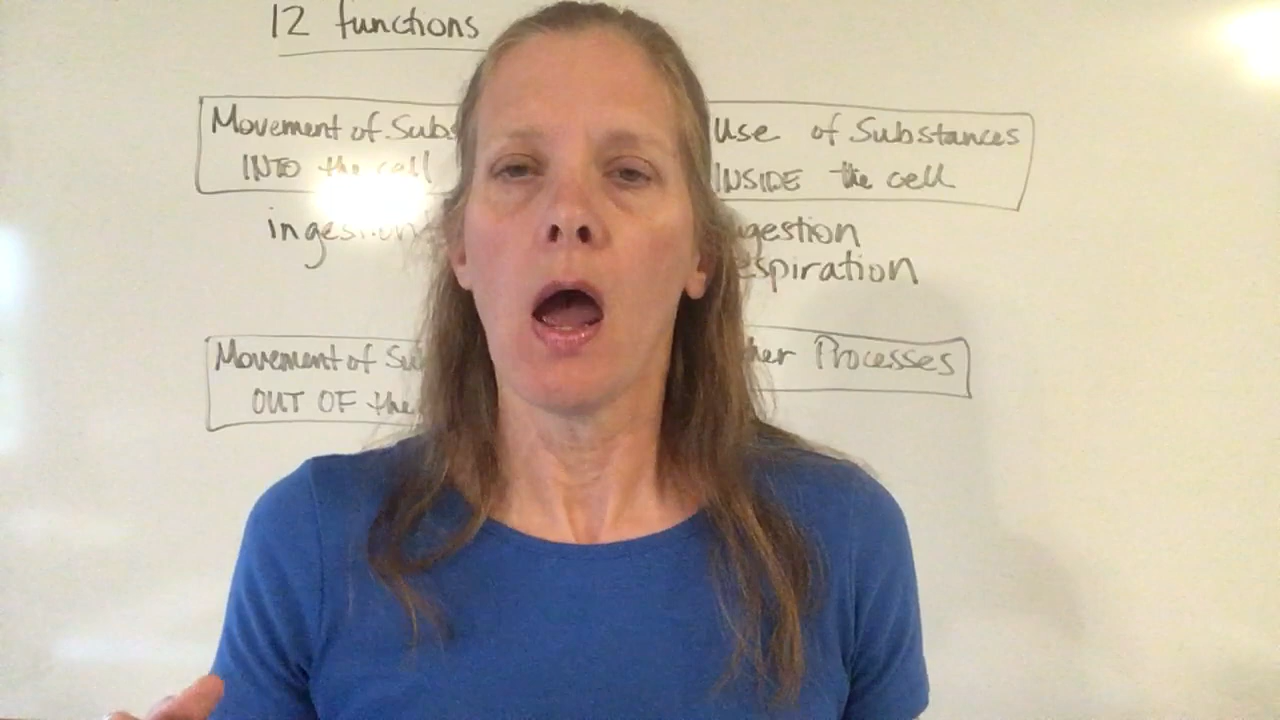 12 functions
Movement of Subs
INTO the cell
ingestion
Use of Substances
INSIDE the cell
gestion
espiration
Movement of Su
OUT OF the
her Processes